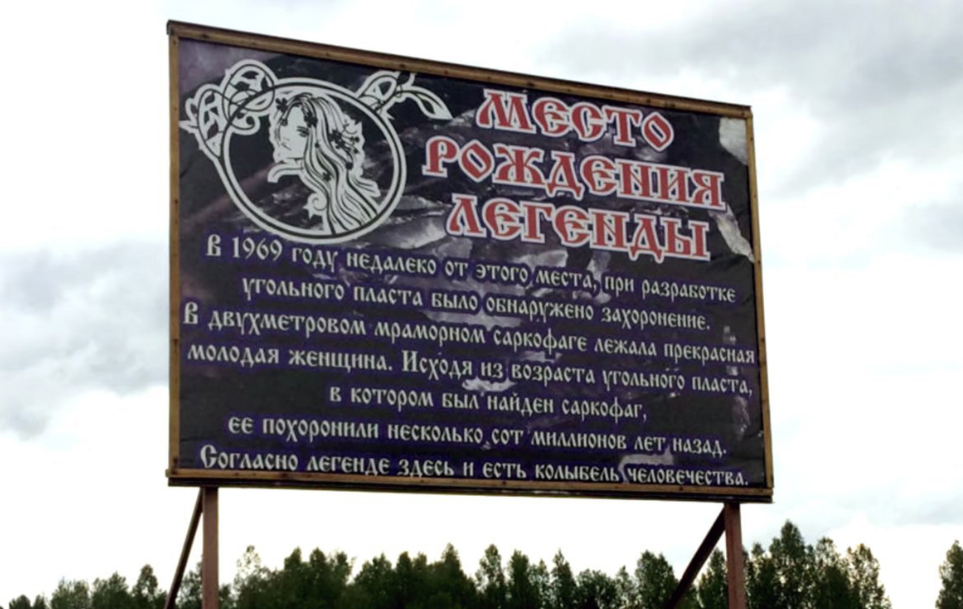 МЕСТО
РОЖДЕНИЯ
ЛЕГЕНДЫ
В 1969 году недалеко от этого места, при разработке
угольного пласта было обнаружено захоронение.
В двухметровом мраморном саркофаге лежала прекрасная
молодая женщина. Исходя из возраста угольного пласта,
в котором был найден саркофаг,
ее похоронили несколько сот миллионов лет назад.
Согласно легенде здесь и есть колыбель человечества.